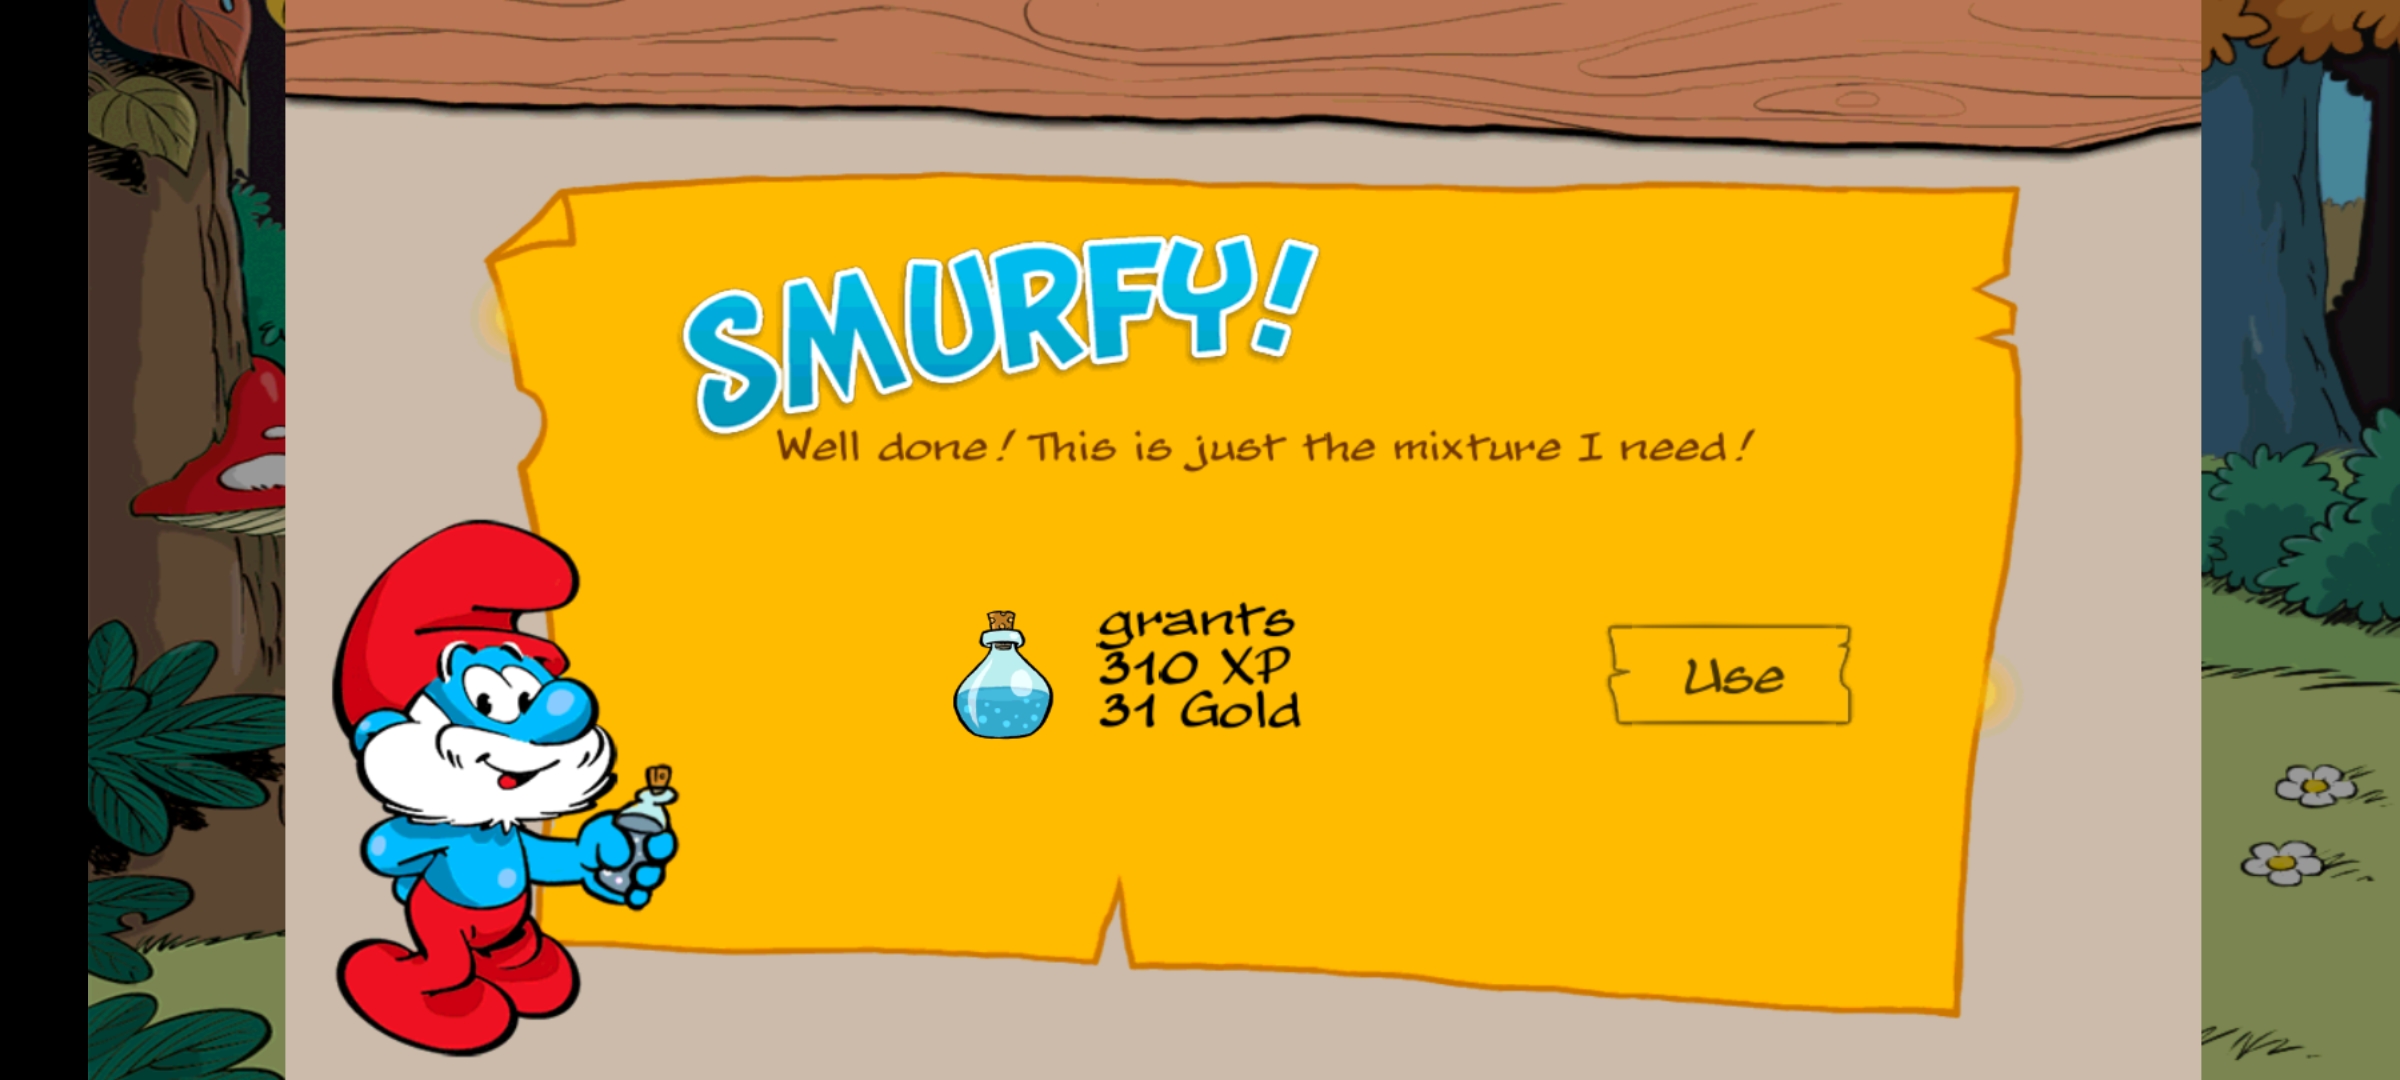 SMURFY!
Well done! This is just the mixture I need!
grants
310 XP
31 Gold
Use